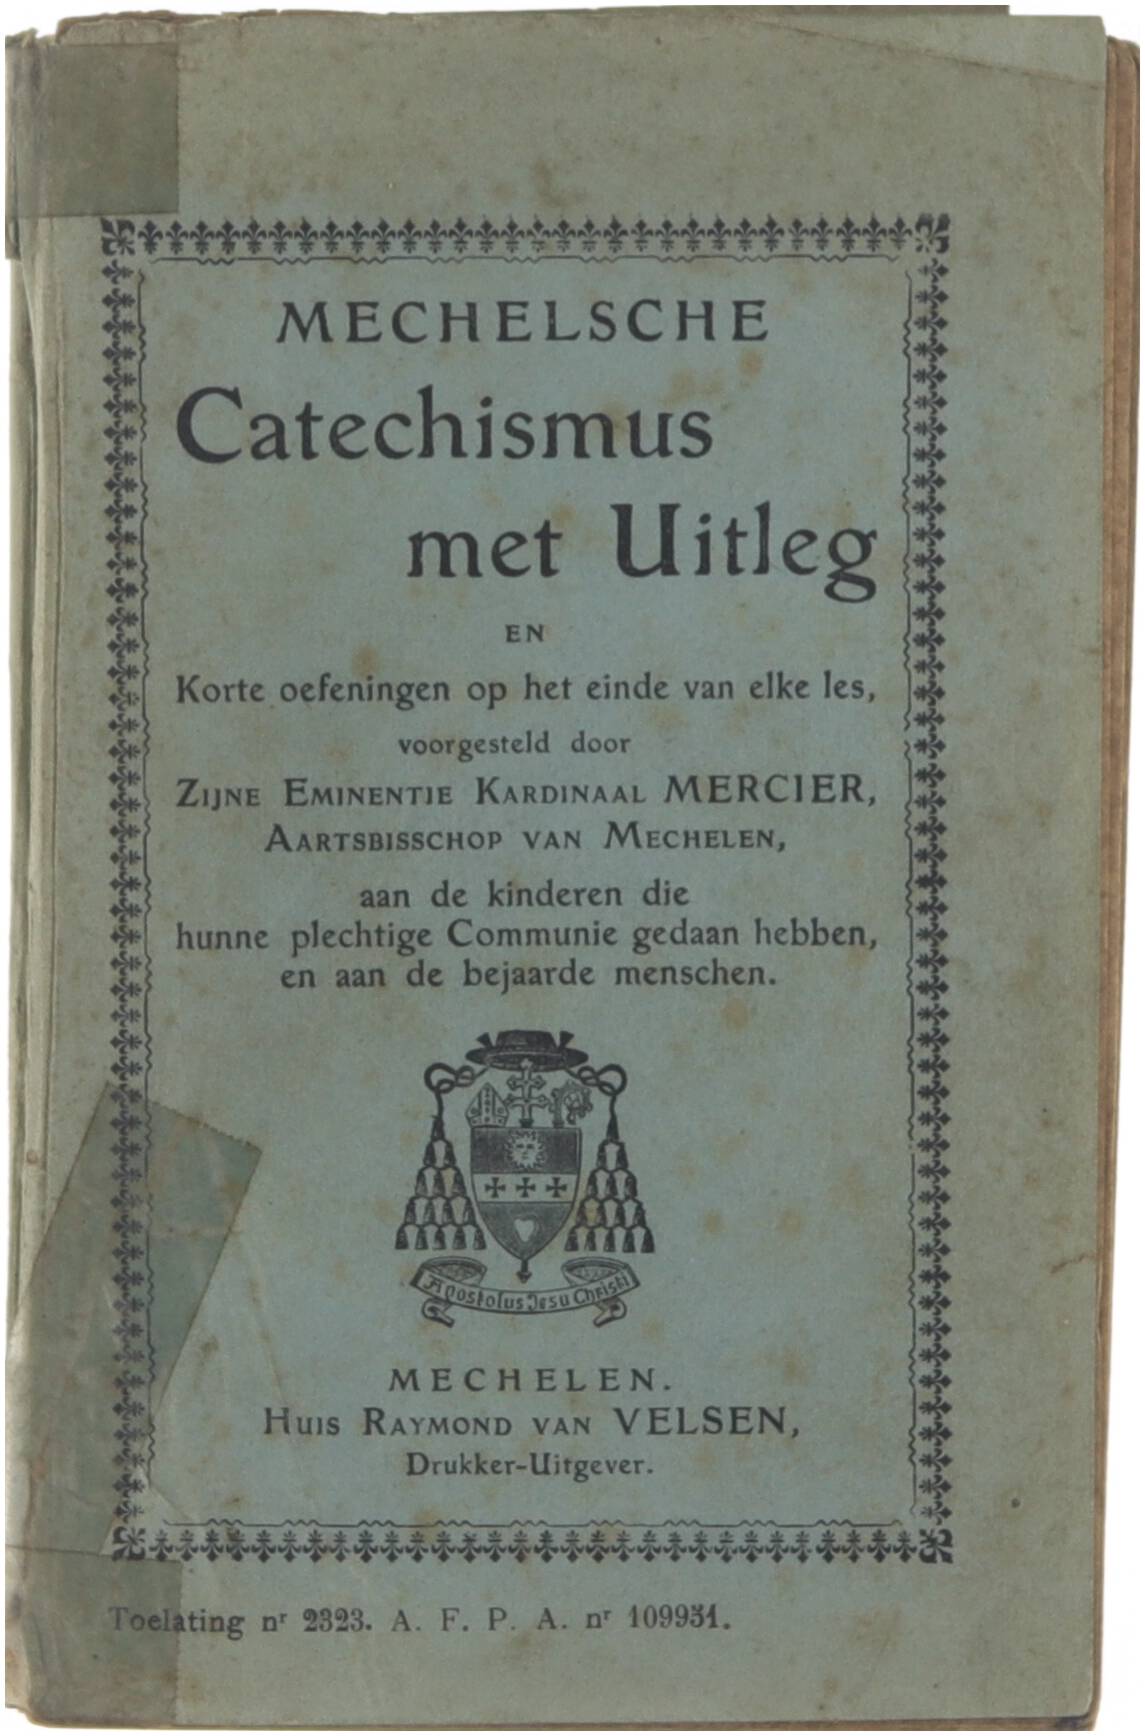 MECHELSCHE
Catechismus
met Uitleg
EN
Korte oefeningen op het einde van elke les,
voorgesteld door
ZIJNE EMINENTIE KARDINAAL MERCIER,
AARTSBISSCHOP VAN MECHELEN,
aan de kinderen die
hunne plechtige Communie gedaan hebben,
en aan de bejaarde menschen.
Apostolus Jesu Christi
MECHELEN.
HUIS RAYMOND VAN VELSEN,
Drukker-Uitgever.
Toelating nr 2323. A. F. P. A. nr 109951.